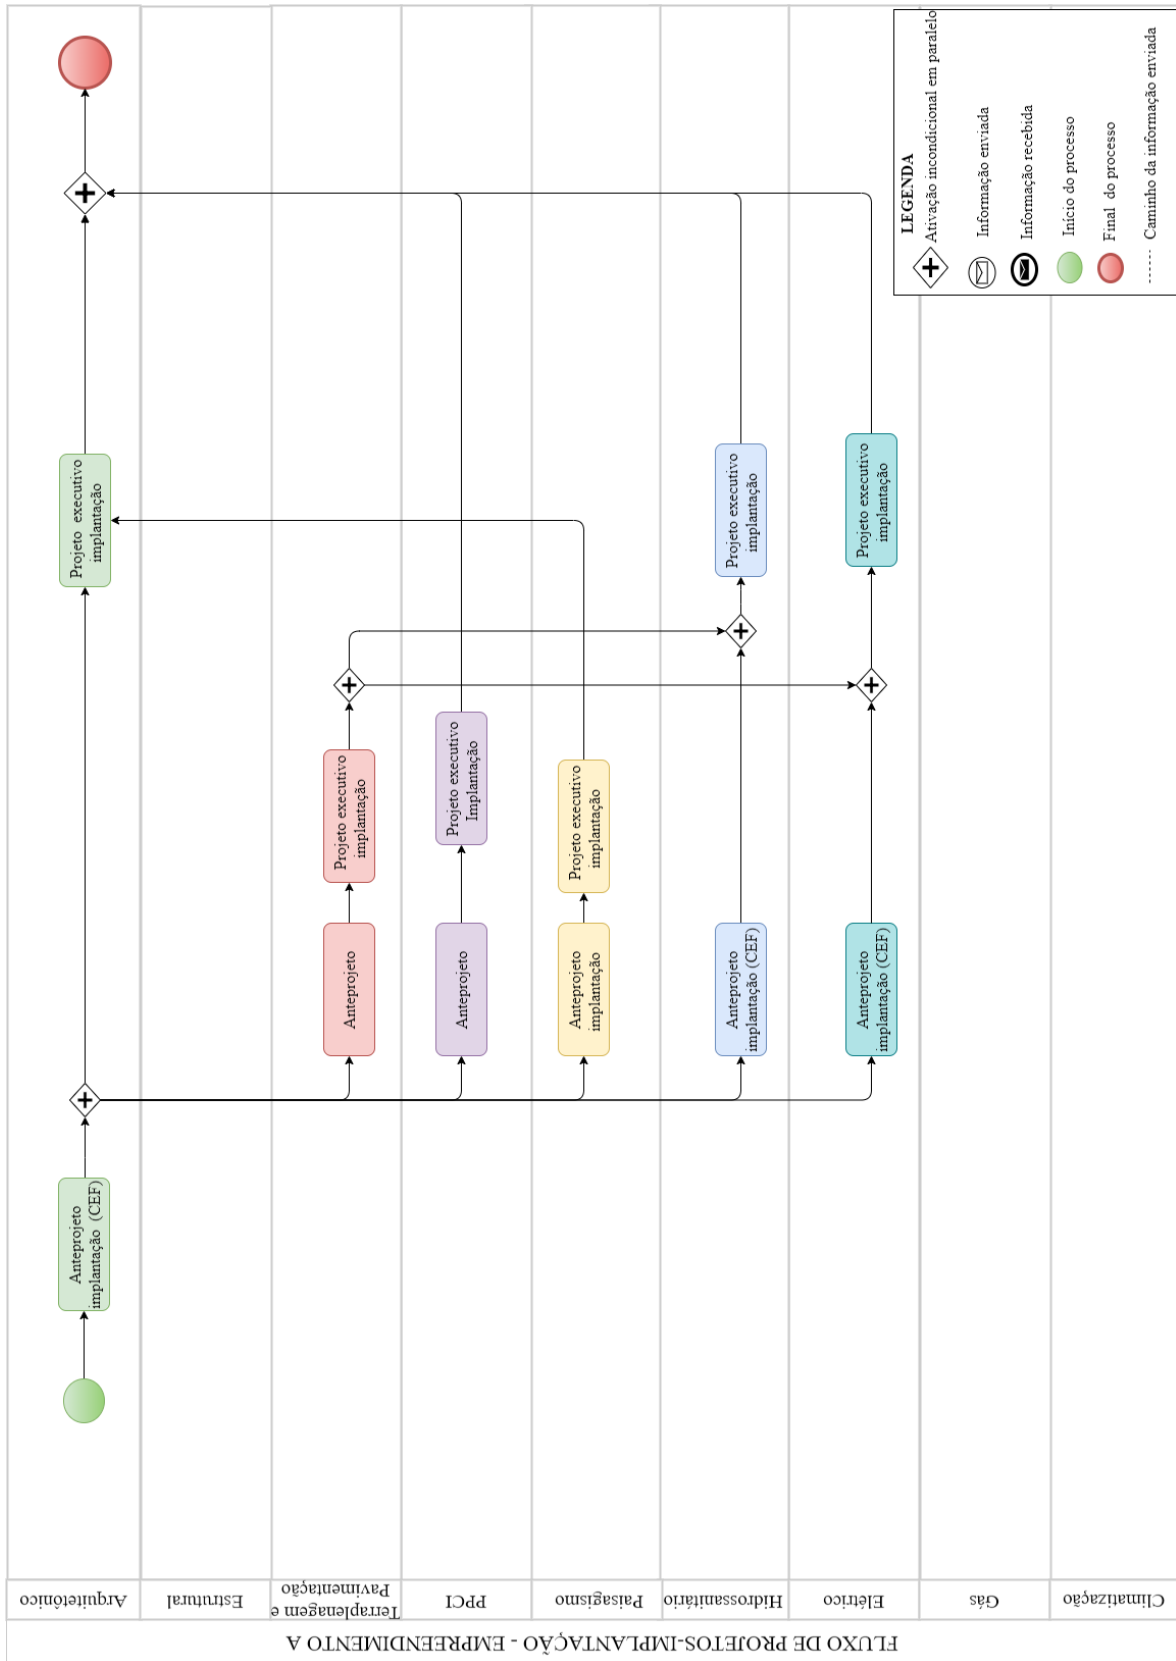 FLUXO DE PROJETOS-IMPLANTAÇÃO - EMPREENDIMENTO A
Arquitetônico
Anteprojeto
implantação (CEF)
Projeto executivo
implantação
Estrutural
Terraplenagem e
Pavimentação
Anteprojeto
Projeto executivo
implantação
PPCI
Anteprojeto
Projeto executivo
Implantação
Paisagismo
Anteprojeto
implantação
Projeto executivo
implantação
Hidrossanitário
Anteprojeto
implantação (CEF)
Projeto executivo
implantação
Elétrico
Anteprojeto
implantação (CEF)
Projeto executivo
implantação
Gás
Climatização
LEGENDA
Ativação incondicional em paralelo
Informação enviada
Informação recebida
Início do processo
Final do processo
Caminho da informação enviada